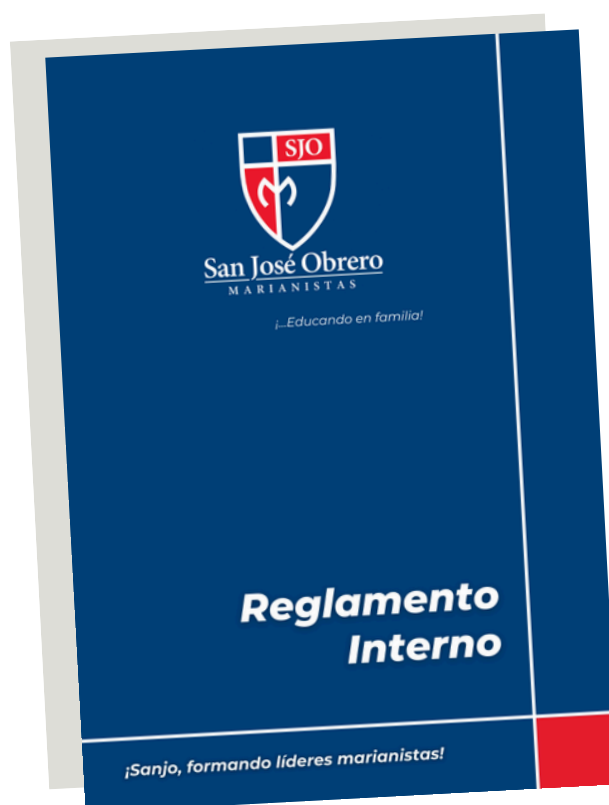 SJO
San José Obrero
MARIANISTAS
¡...Educando en familia!
Reglamento
Interno
¡Sanjo, formando líderes marianistas!